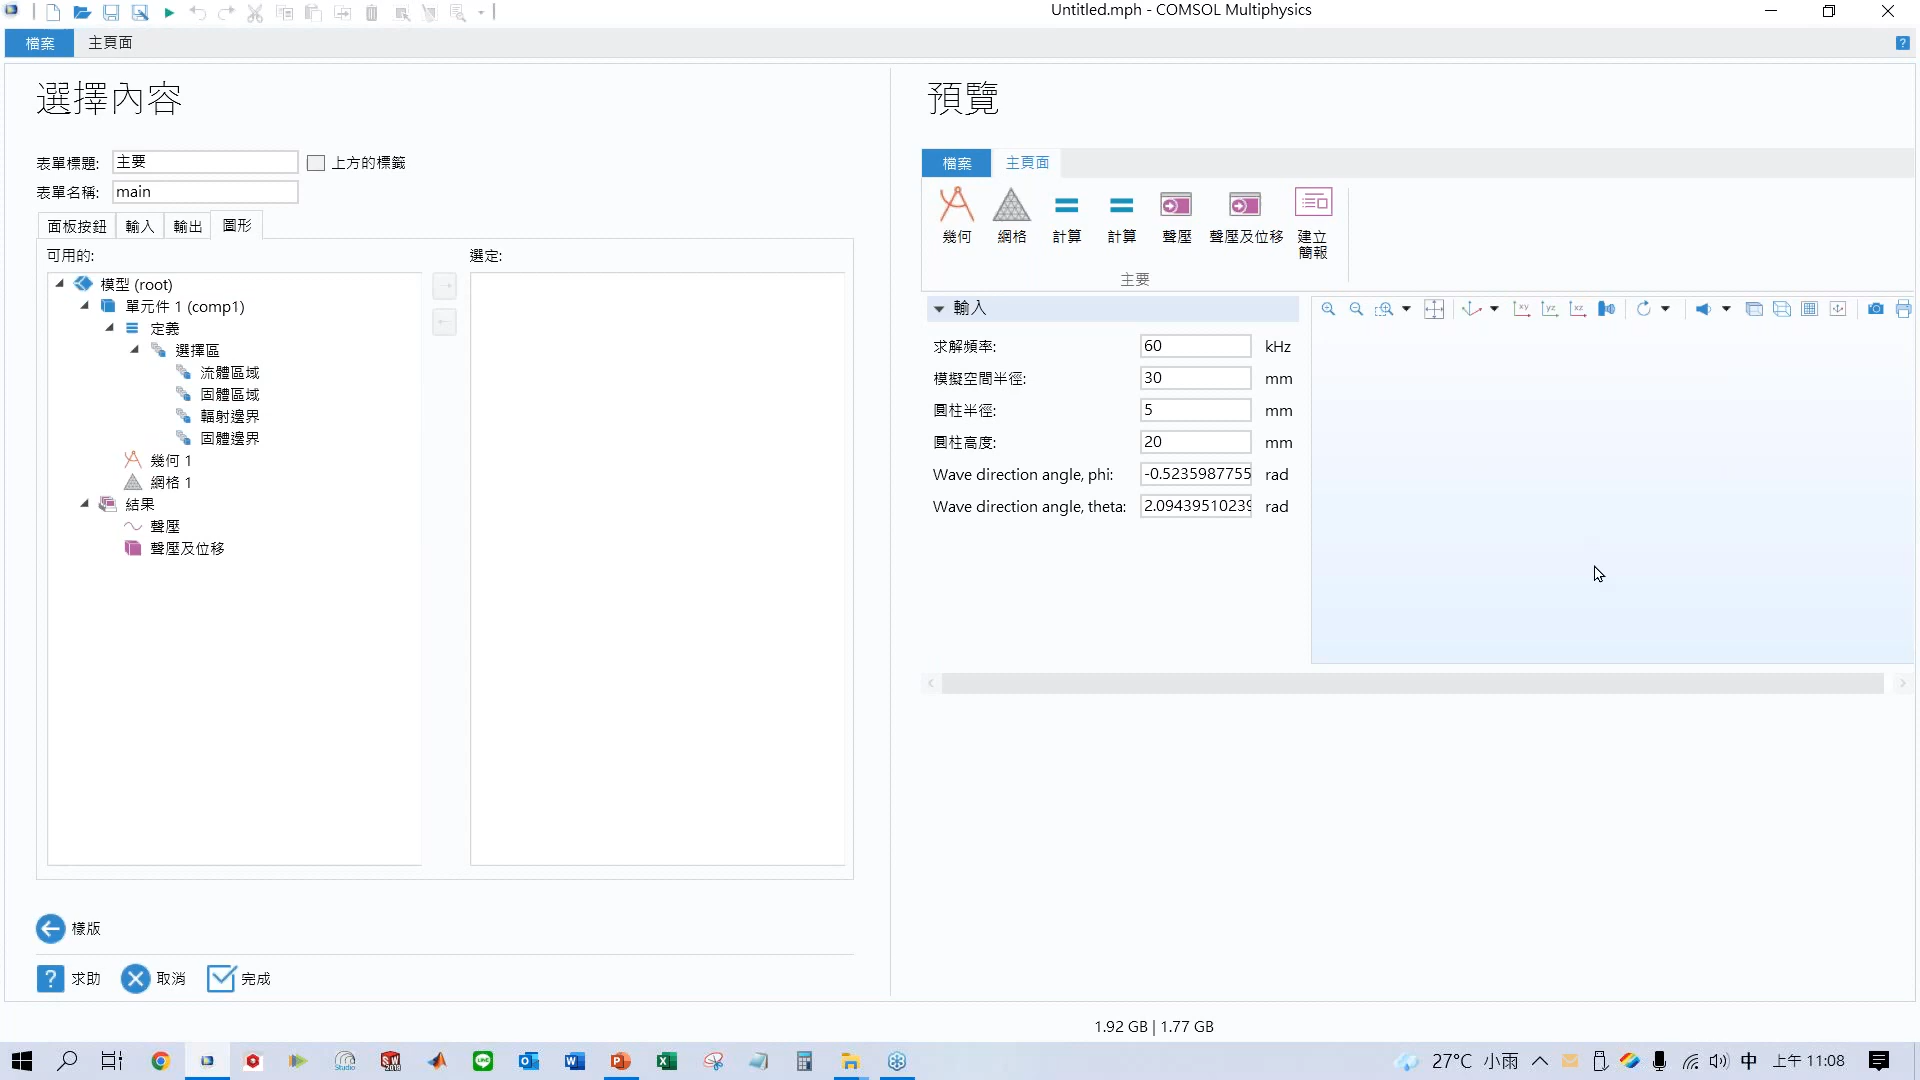 Untitled.mph - COMSOL Multiphysics
檔案
主頁面
?
選擇內容
表單標題:
主要
上方的標籤
表單名稱:
main
面板按鈕
輸入
輸出
圖形
可用的:
選定:
模型 (root)
單元件 1 (comp1)
定義
選擇區
流體區域
固體區域
輻射邊界
固體邊界
幾何 1
網格 1
結果
聲壓
聲壓及位移
樣版
? 求助
取消
完成
預覽
檔案
主頁面
幾何
網格
計算
計算
聲壓
聲壓及位移
建立
簡報
主要
輸入
xy
yz
xz
求解頻率:
60
kHz
模擬空間半徑:
30
mm
圓柱半徑:
5
mm
圓柱高度:
20
mm
Wave direction angle, phi:
-0.5235987755
rad
Wave direction angle, theta:
2.0943951023
rad
1.92 GB | 1.77 GB
Studio
27°C 小雨
中
上午 11:08